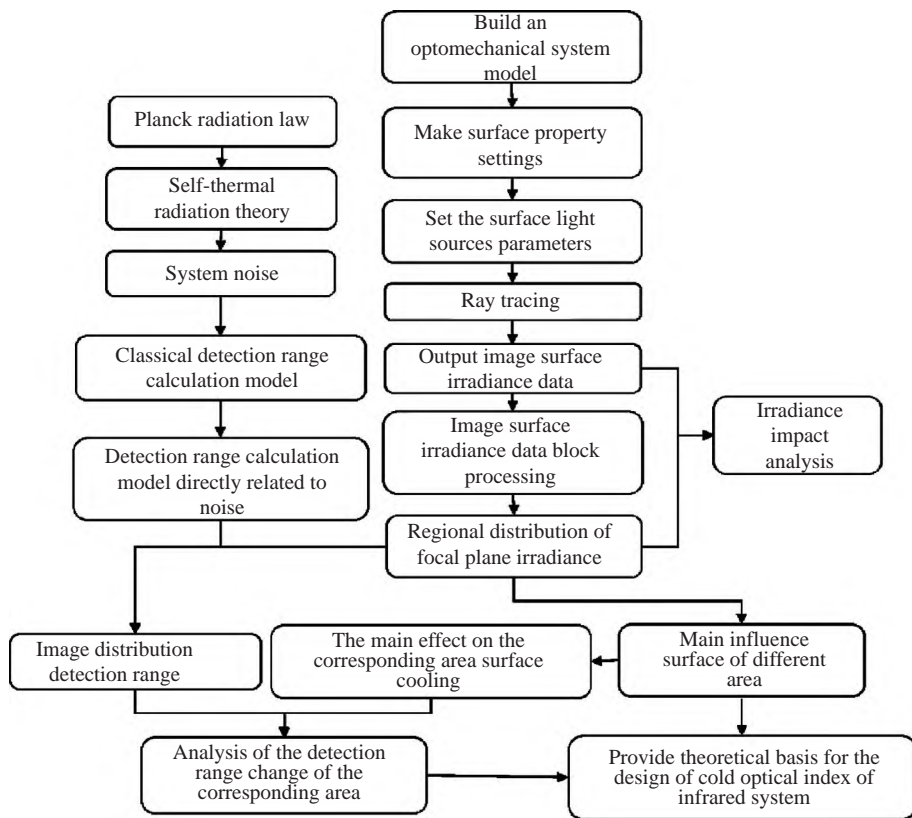 Build an
optomechanical system
model
Planck radiation law
Make surface property
settings
Self-thermal
radiation theory
Set the surface light
sources parameters
System noise
Ray tracing
Classical detection range
calculation model
Output image surface
irradiance data
Image surface
irradiance data block
processing
Irradiance
impact
analysis
Detection range calculation
model directly related to
noise
Regional distribution of
focal plane irradiance
Image distribution
detection range
The main effect on the
corresponding area surface
cooling
Main influence
surface of different
area
Analysis of the detection
range change of the
corresponding area
Provide theoretical basis for the
design of cold optical index of
infrared system